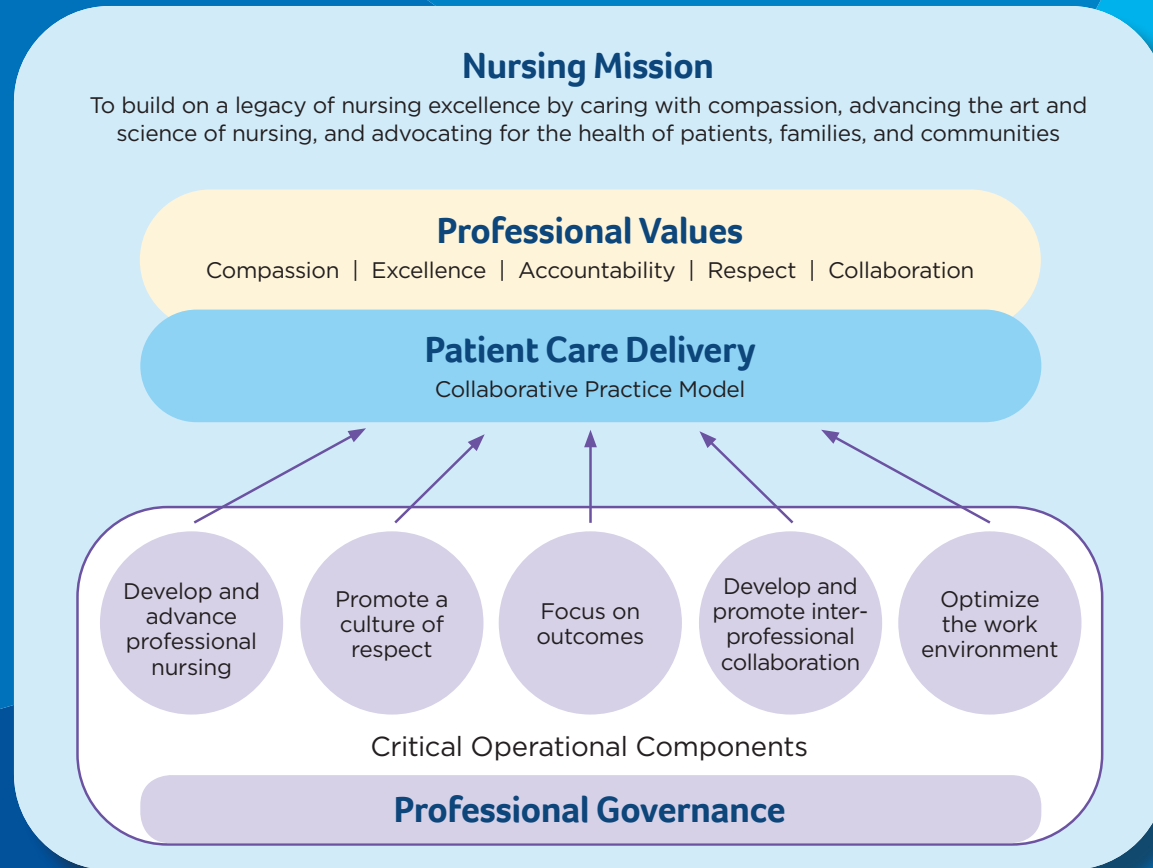 Nursing Mission
To build on a legacy of nursing excellence by caring with compassion, advancing the art and
science of nursing, and advocating for the health of patients, families, and communities
Professional Values
Compassion | Excellence | Accountability | Respect | Collaboration
Patient Care Delivery
Collaborative Practice Model
Develop and
advance
professional
nursing
Promote a
culture of
respect
Focus on
outcomes
Develop and
promote inter-
professional
collaboration
Optimize
the work
environment
Critical Operational Components
Professional Governance